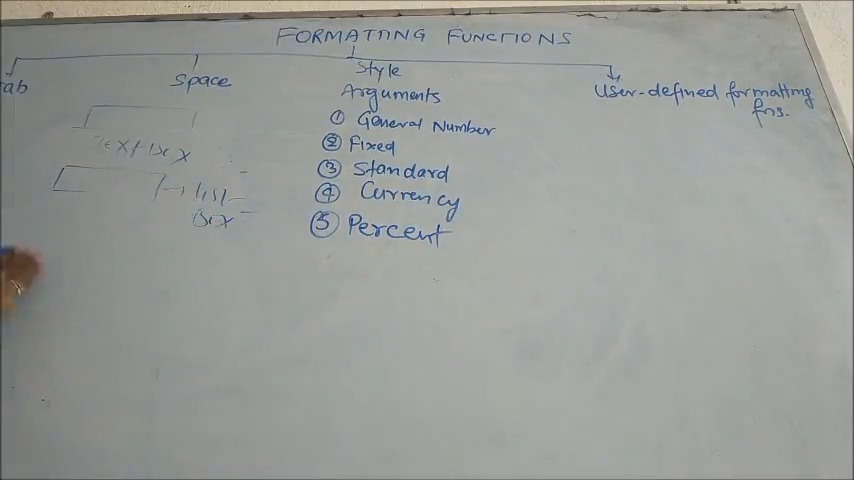 FORMATTING FUNCTIONS
Tab
Space
Style
Arguments
① General Number
② Fixed
③ Standard
④ Currency
⑤ Percent
User-defined formatting
fns.
Text Box
→ list
Box